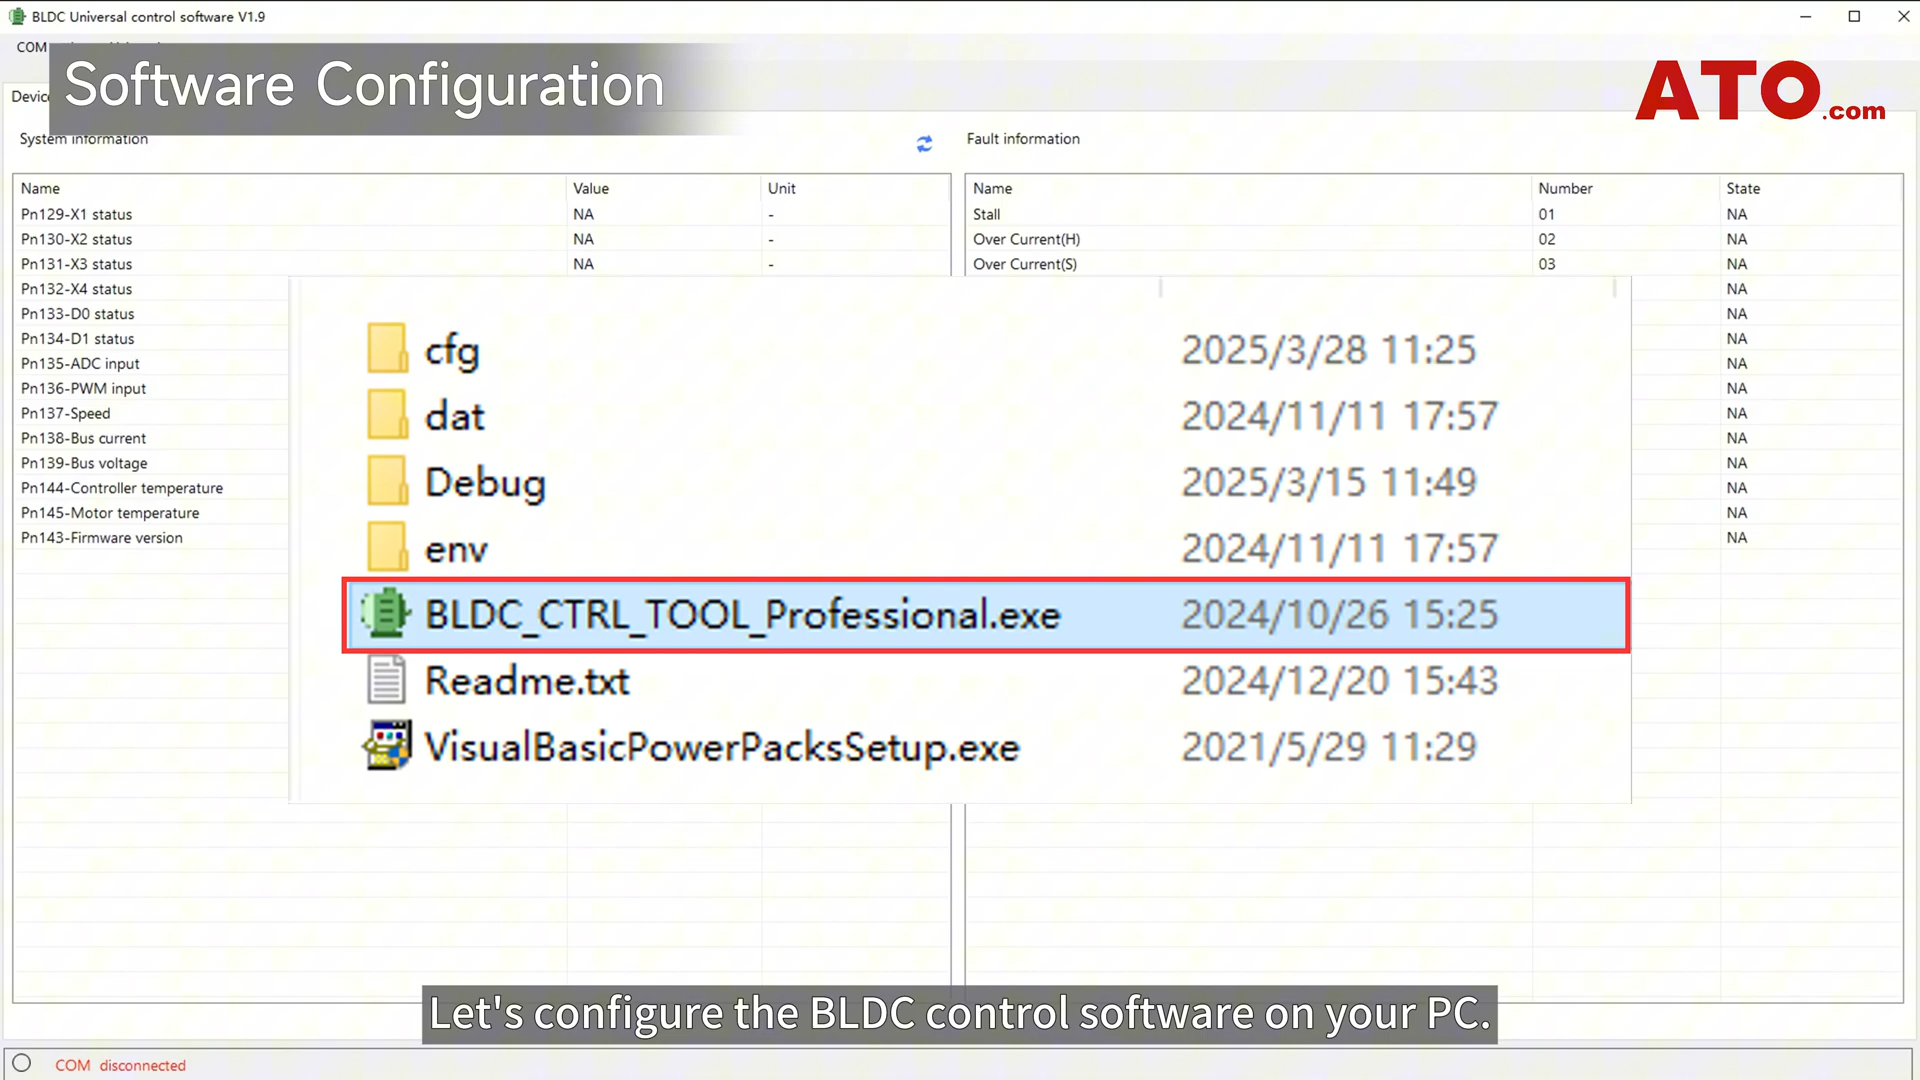 BLDC Universal control software V1.9
COM
Software Configuration
ATO.com
Device
System information
Fault information
Name Value Unit
Pn129-X1 status NA -
Pn130-X2 status NA -
Pn131-X3 status NA -
Pn132-X4 status
Pn133-D0 status
Pn134-D1 status
Pn135-ADC input
Pn136-PWM input
Pn137-Speed
Pn138-Bus current
Pn139-Bus voltage
Pn144-Controller temperature
Pn145-Motor temperature
Pn143-Firmware version
Name Number State
Stall 01 NA
Over Current(H) 02 NA
Over Current(S) 03 NA
NA
NA
NA
NA
NA
NA
NA
NA
NA
NA
NA
cfg 2025/3/28 11:25
dat 2024/11/11 17:57
Debug 2025/3/15 11:49
env 2024/11/11 17:57
BLDC_CTRL_TOOL_Professional.exe 2024/10/26 15:25
Readme.txt 2024/12/20 15:43
VisualBasicPowerPacksSetup.exe 2021/5/29 11:29
Let's configure the BLDC control software on your PC.
COM disconnected